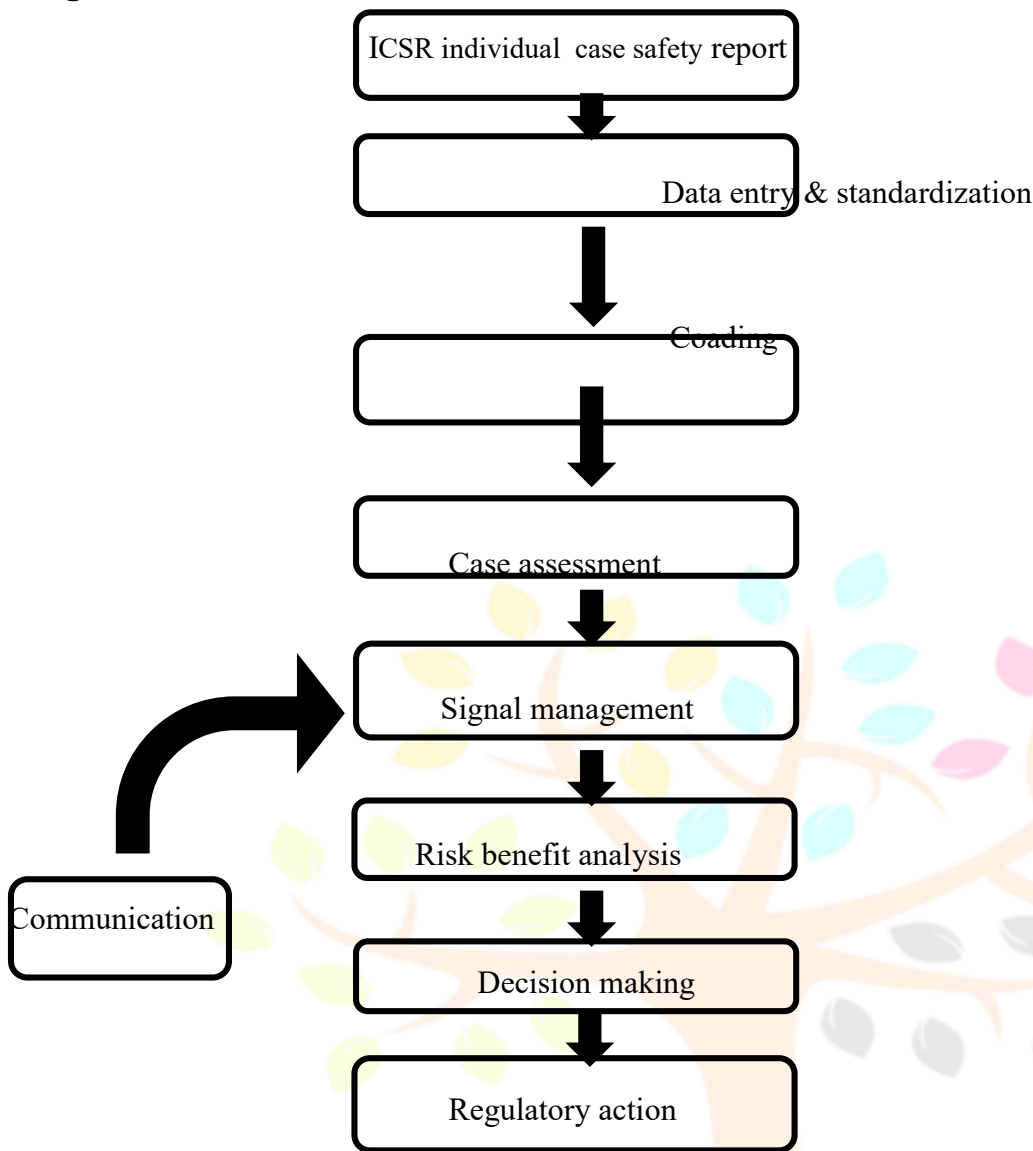 ICSR individual case safety report
Data entry & standardization
Coading
Case assessment
Signal management
Risk benefit analysis
Communication
Decision making
Regulatory action